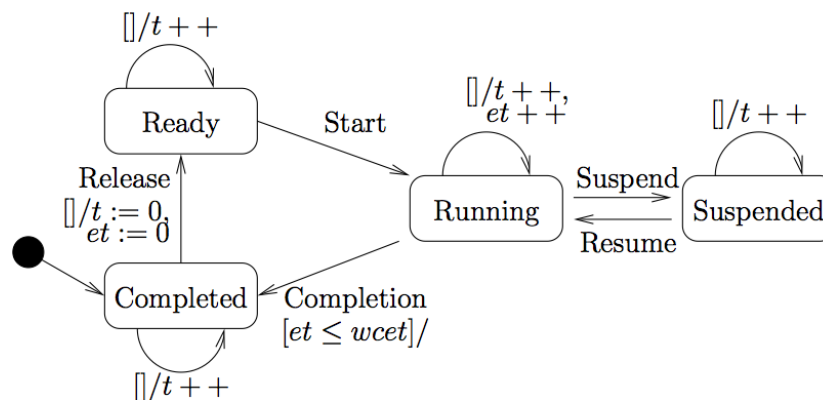 []/t + +
Ready
Start
[]/t + +,
et + +
[]/t + +
Release
[]/t := 0,
et := 0
Running
Suspend
Resume
Suspended
Completed
Completion
[et ≤ wcet]/
[]/t + +